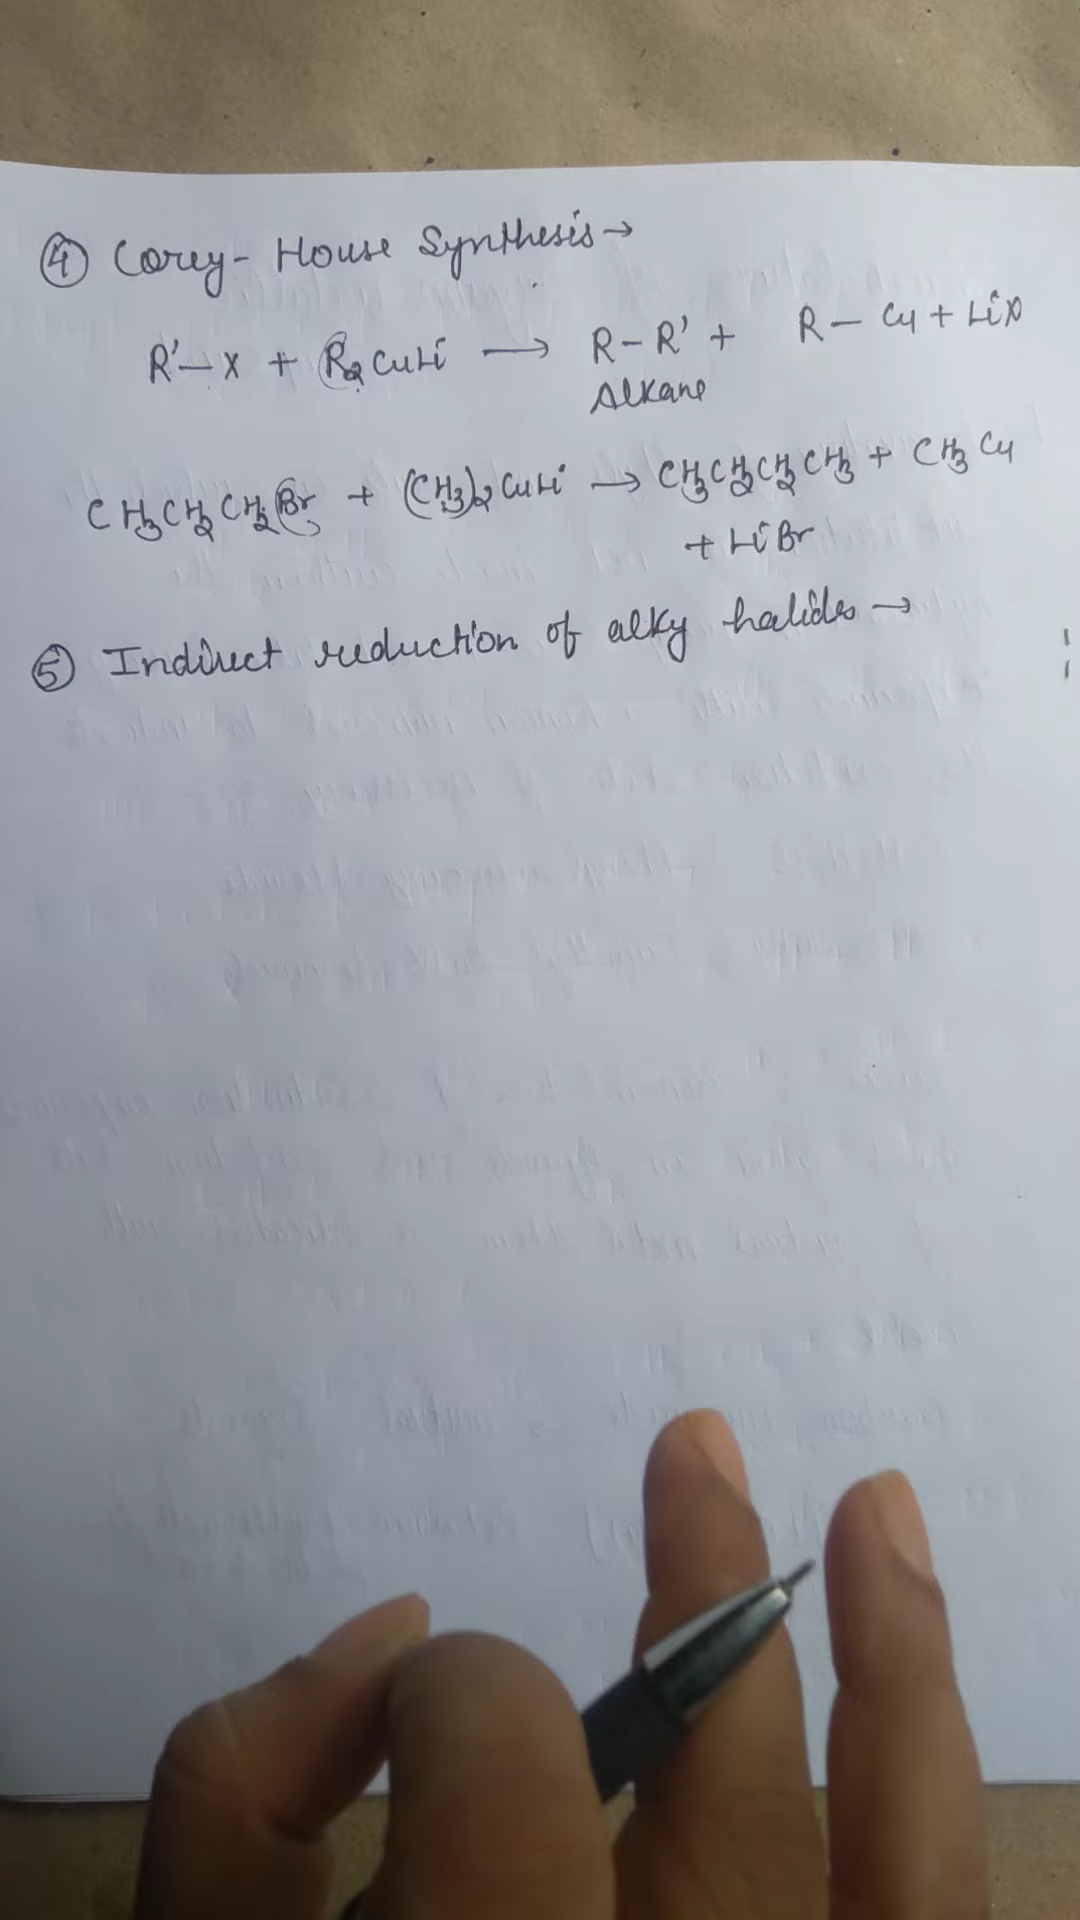 ④ Corey-House Synthesis→
R'—X + R₂CuLi ⟶ R–R' + R—Cu + LiX
Alkane
CH₃CH₂CH₂Br + (CH₃)₂CuLi → CH₃CH₂CH₂CH₃ + CH₃Cu
+ LiBr
⑤ Indirect reduction of alky halides→